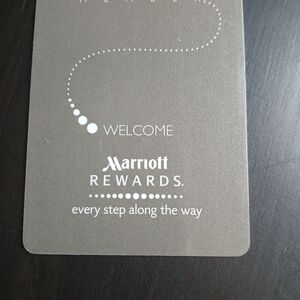 WELCOME
Marriott
REWARDS.
every step along the way